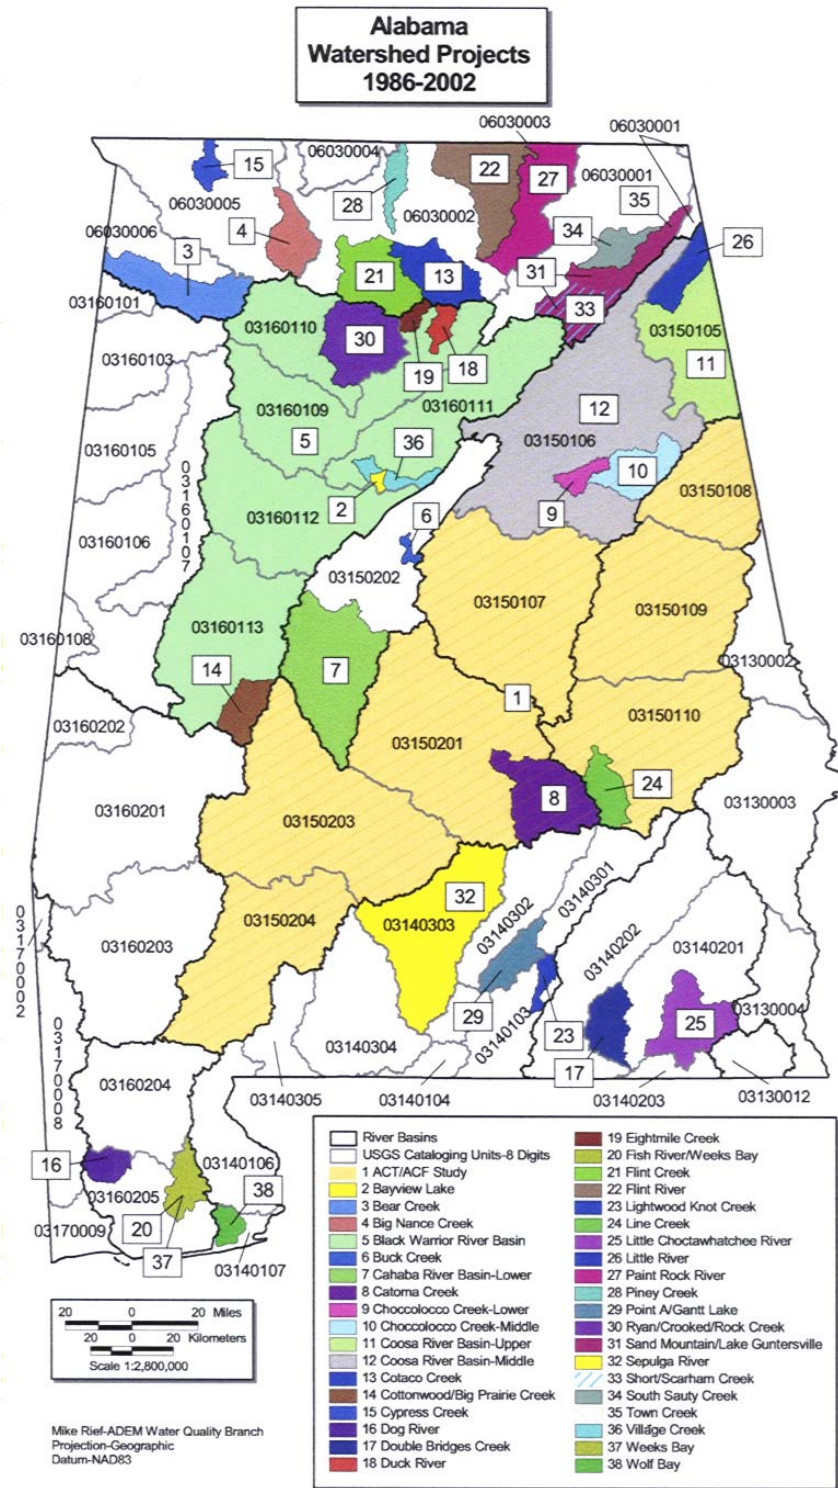 Alabama
Watershed Projects
1986-2002
06030003
06030001
15
06030004
22
27
06030001
28
06030005
06030002
35
4
34
26
06030006
3
21
13
31
03160101
33
03160110
30
03150105
03160103
19
18
11
03160109
03160111
12
5
03150106
03160105
36
10
03150108
03160107
2
9
03160112
6
03160106
03150202
03150107
03150109
03160113
03160108
7
03130002
14
1
03150110
03160202
03150201
24
8
03130003
03160201
03150203
32
03140301
03140303
03140302
03150204
03140202
03170002
03160203
03140201
29
03140103
23
25
03130004
03140304
17
03170008
03160204
03140305
03140104
03140203
03130012
16
03140106
38
03160205
20
03170009
37
03140107
River Basins
USGS Cataloging Units-8 Digits
1 ACT/ACF Study
2 Bayview Lake
3 Bear Creek
4 Big Nance Creek
5 Black Warrior River Basin
6 Buck Creek
7 Cahaba River Basin-Lower
8 Catoma Creek
9 Choccolocco Creek-Lower
10 Choccolocco Creek-Middle
11 Coosa River Basin-Upper
12 Coosa River Basin-Middle
13 Cotaco Creek
14 Cottonwood/Big Prairie Creek
15 Cypress Creek
16 Dog River
17 Double Bridges Creek
18 Duck River
19 Eightmile Creek
20 Fish River/Weeks Bay
21 Flint Creek
22 Flint River
23 Lightwood Knot Creek
24 Line Creek
25 Little Choctawhatchee River
26 Little River
27 Paint Rock River
28 Piney Creek
29 Point A/Gantt Lake
30 Ryan/Crooked/Rock Creek
31 Sand Mountain/Lake Guntersville
32 Sepulga River
33 Short/Scarham Creek
34 South Sauty Creek
35 Town Creek
36 Village Creek
37 Weeks Bay
38 Wolf Bay
20 0 20 Miles
20 0 20 Kilometers
Scale 1:2,800,000
Mike Rief-ADEM Water Quality Branch
Projection-Geographic
Datum-NAD83